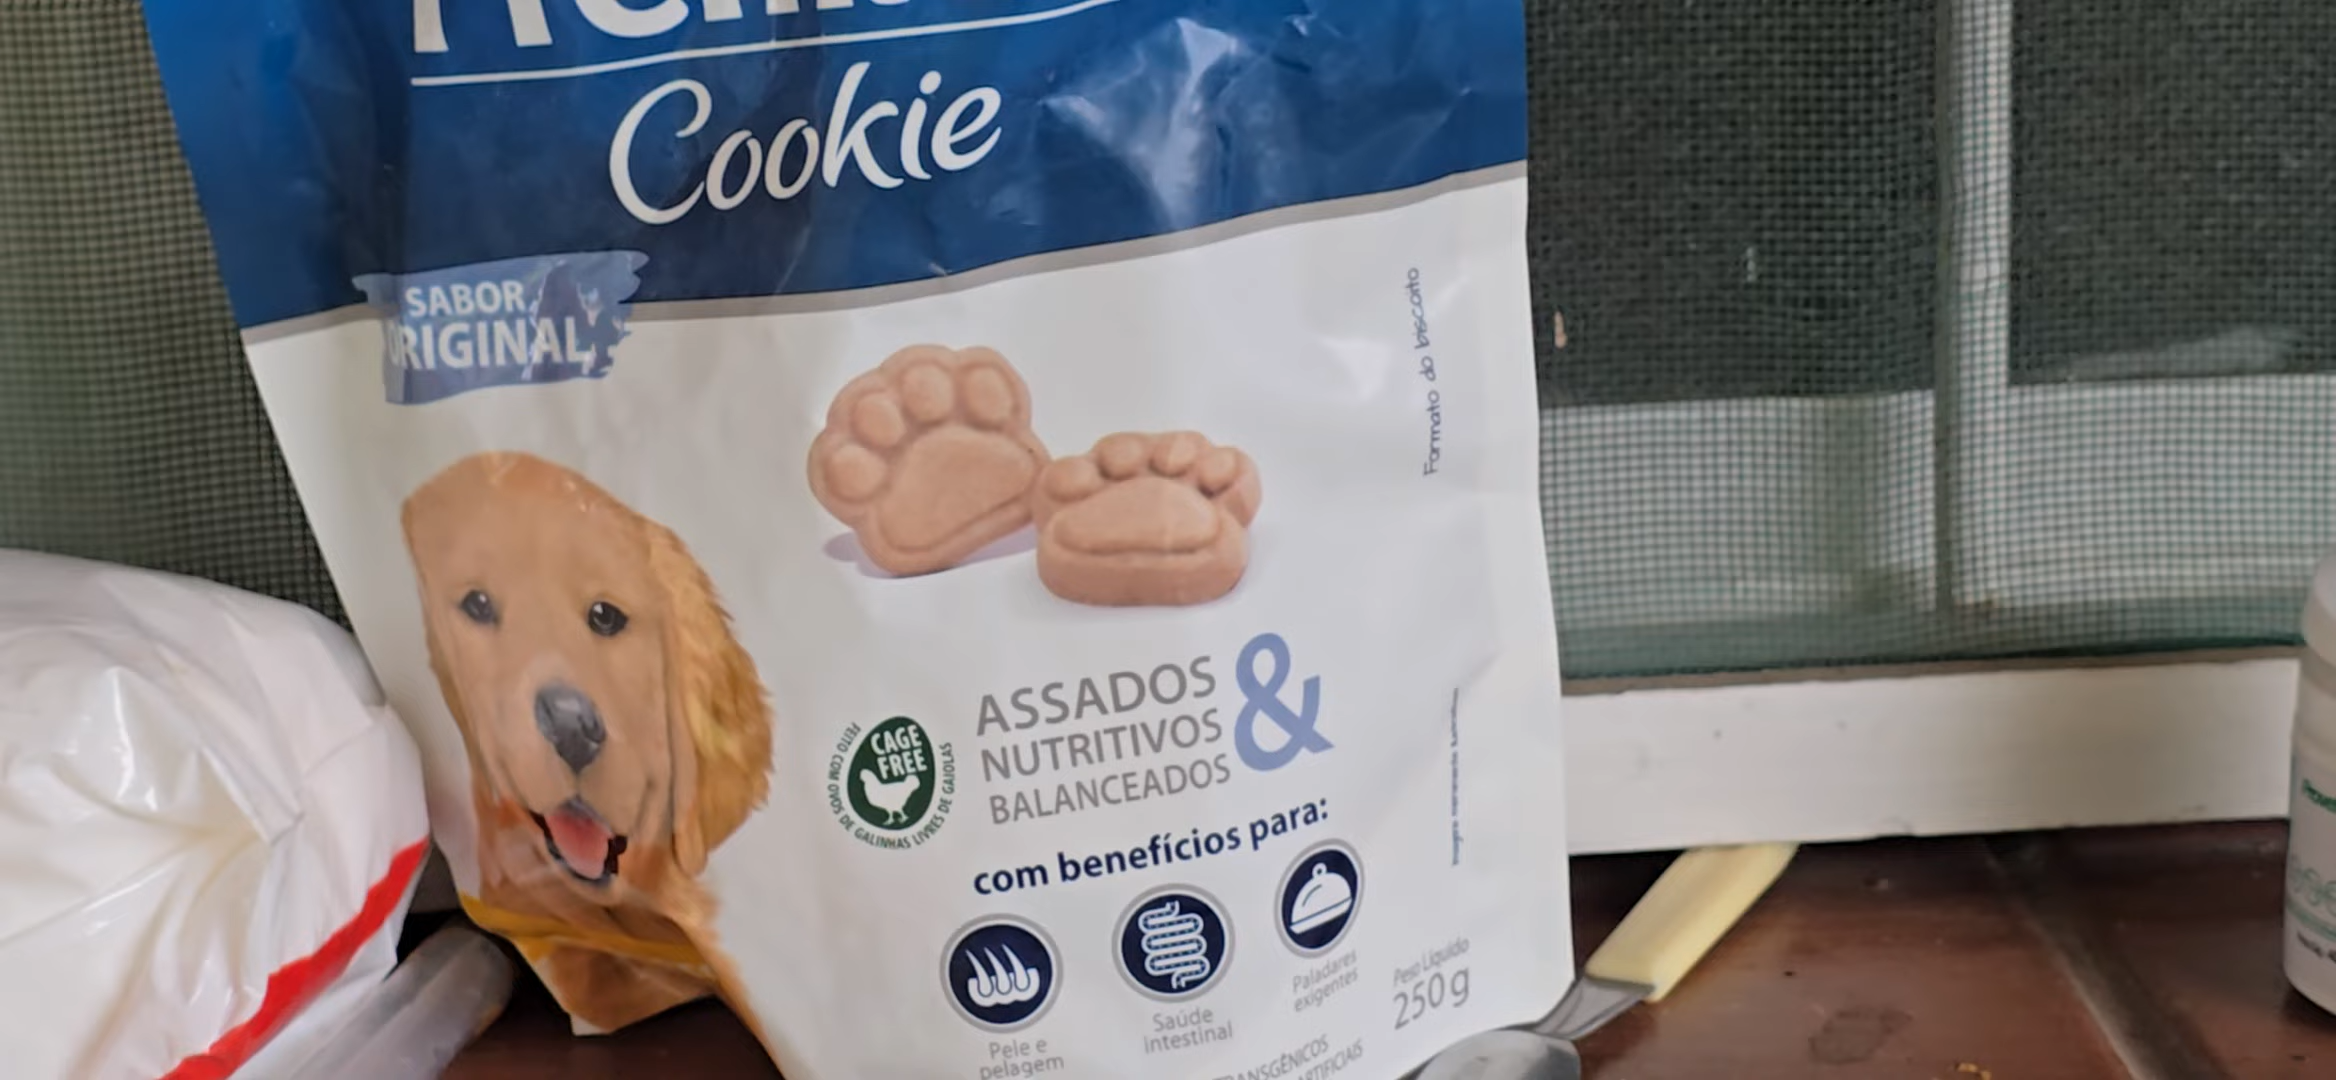 Cookie
SABOR
ORIGINAL
Formato do biscoito
CAGE
FREE
FEITO COM OVOS DE GALINHAS LIVRES DE GAIOLAS
ASSADOS
NUTRITIVOS
BALANCEADOS
&
com benefícios para:
Pele e
pelagem
Saúde
intestinal
Paladares
exigentes
Peso Líquido
250g